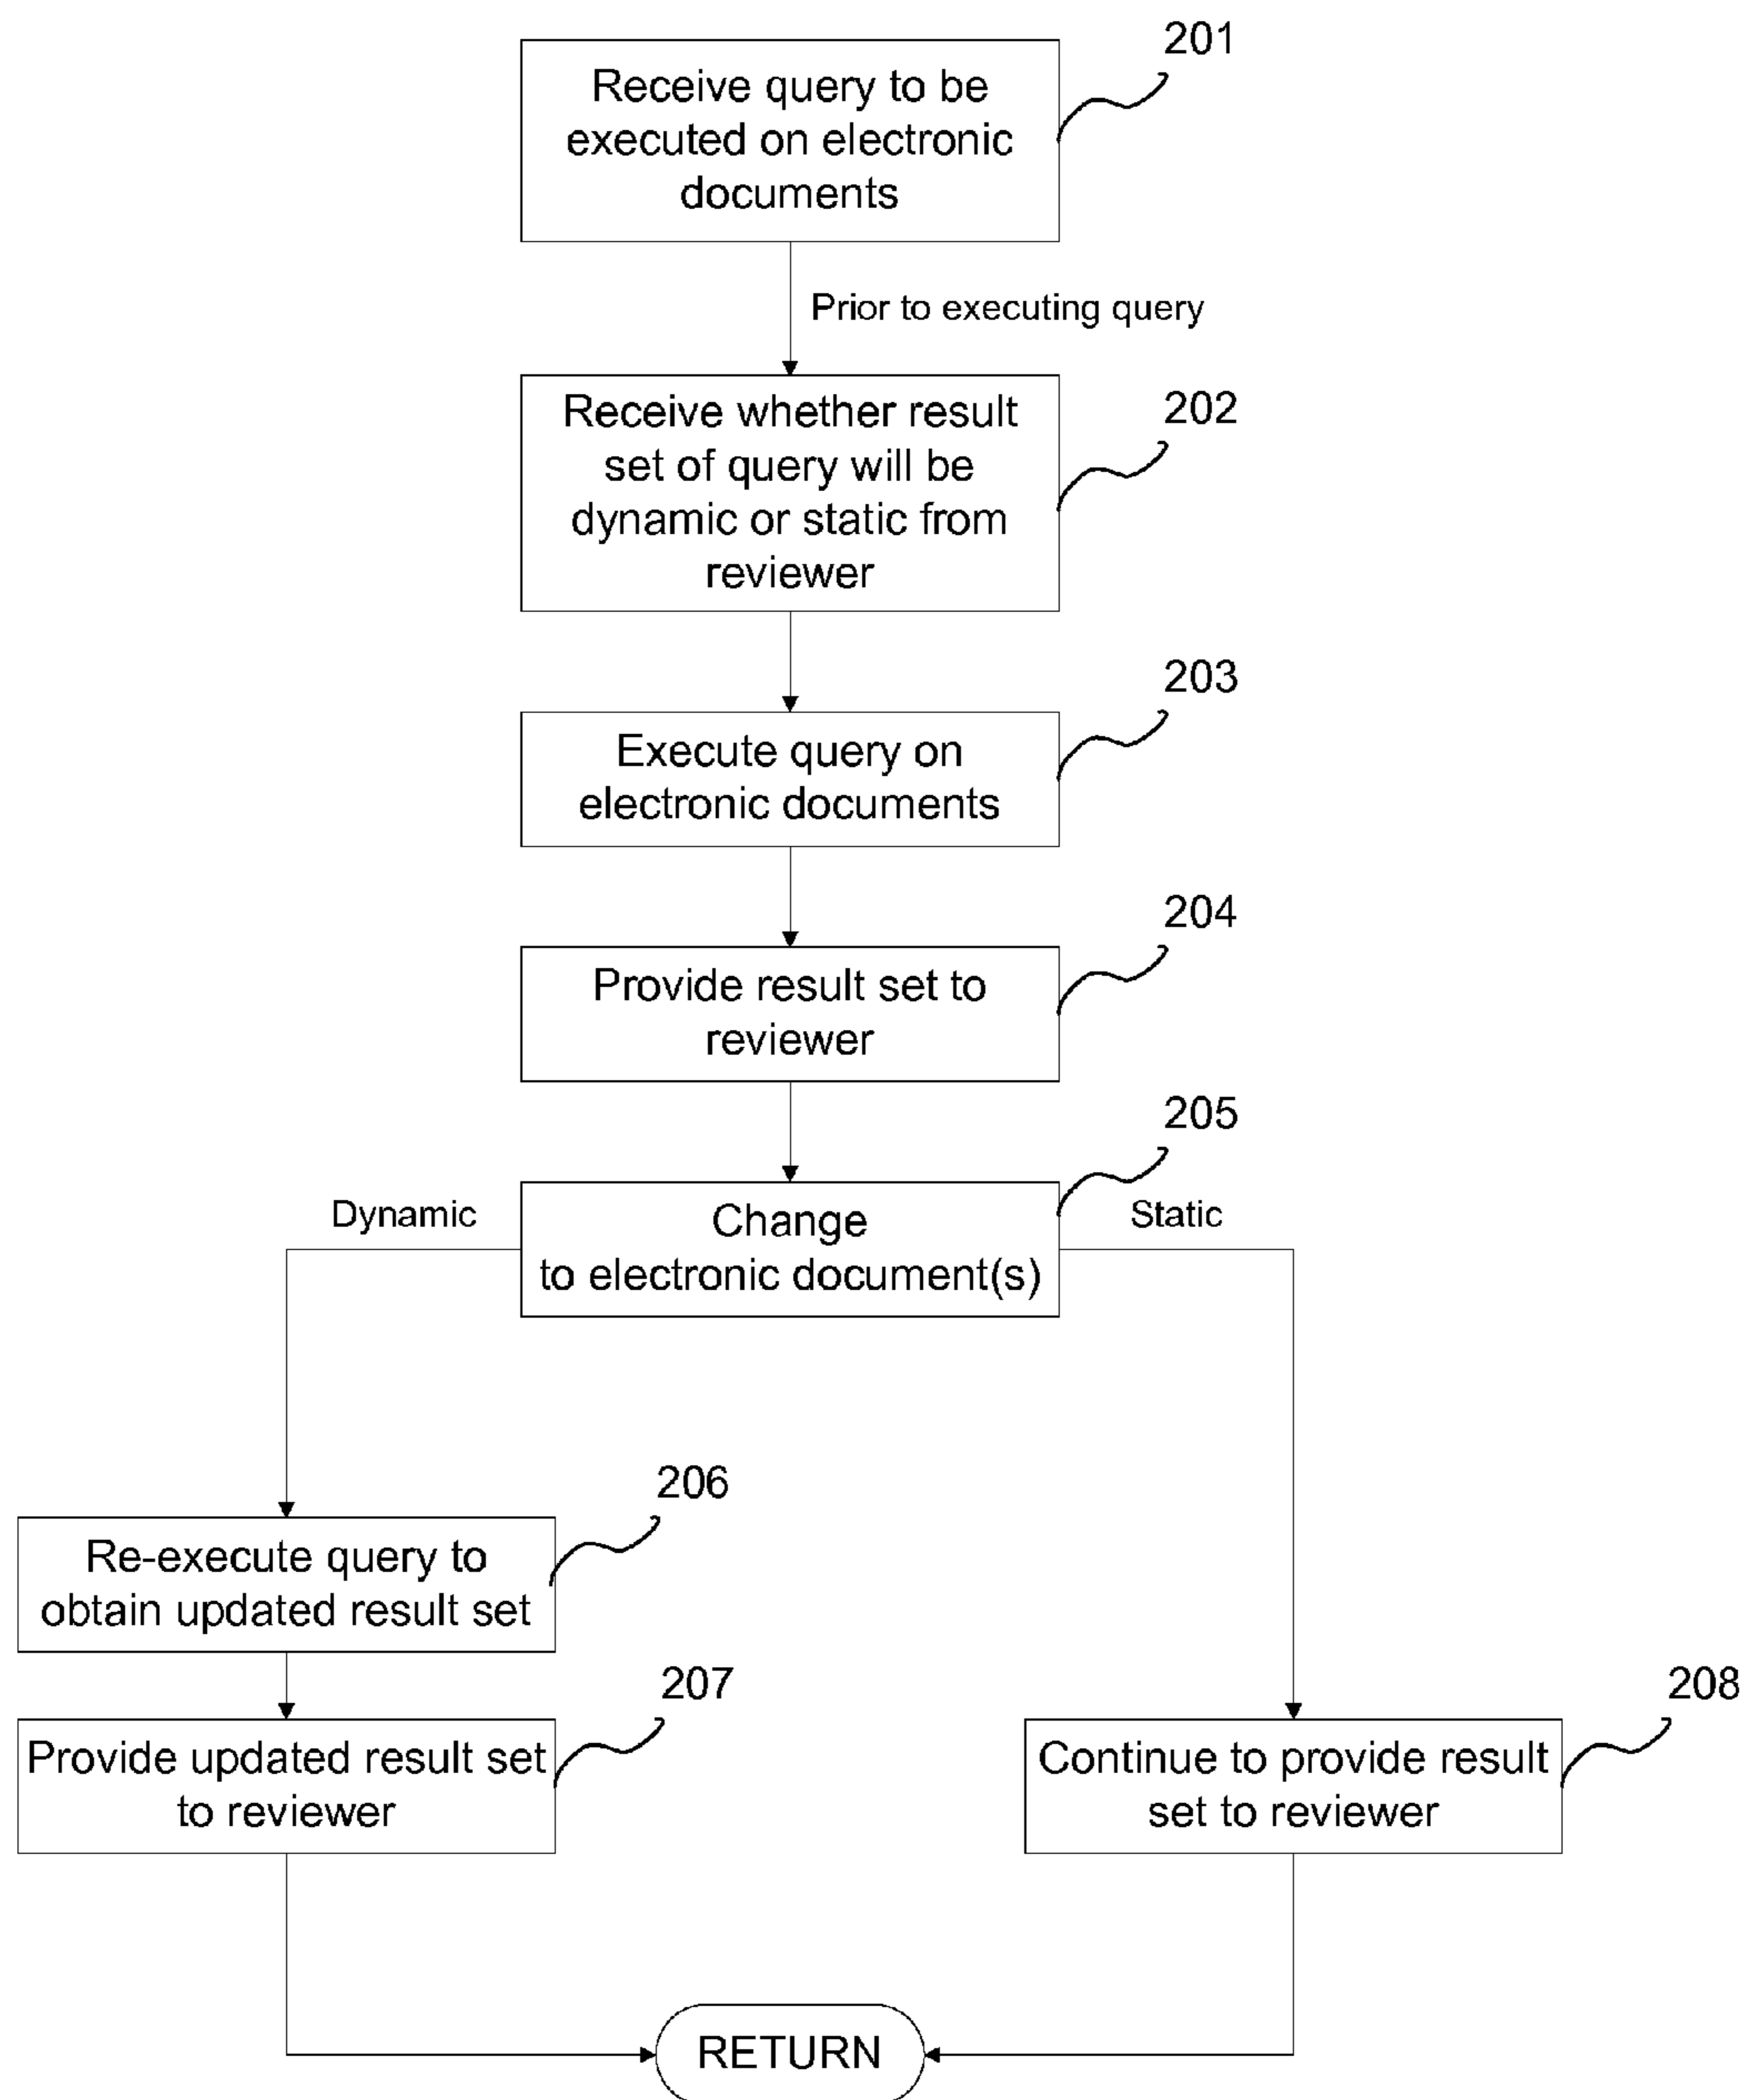 201
Receive query to be
executed on electronic
documents
Prior to executing query
202
Receive whether result
set of query will be
dynamic or static from
reviewer
203
Execute query on
electronic documents
204
Provide result set to
reviewer
205
Dynamic
Change
to electronic document(s)
Static
206
Re-execute query to
obtain updated result set
207
Provide updated result set
to reviewer
208
Continue to provide result
set to reviewer
RETURN